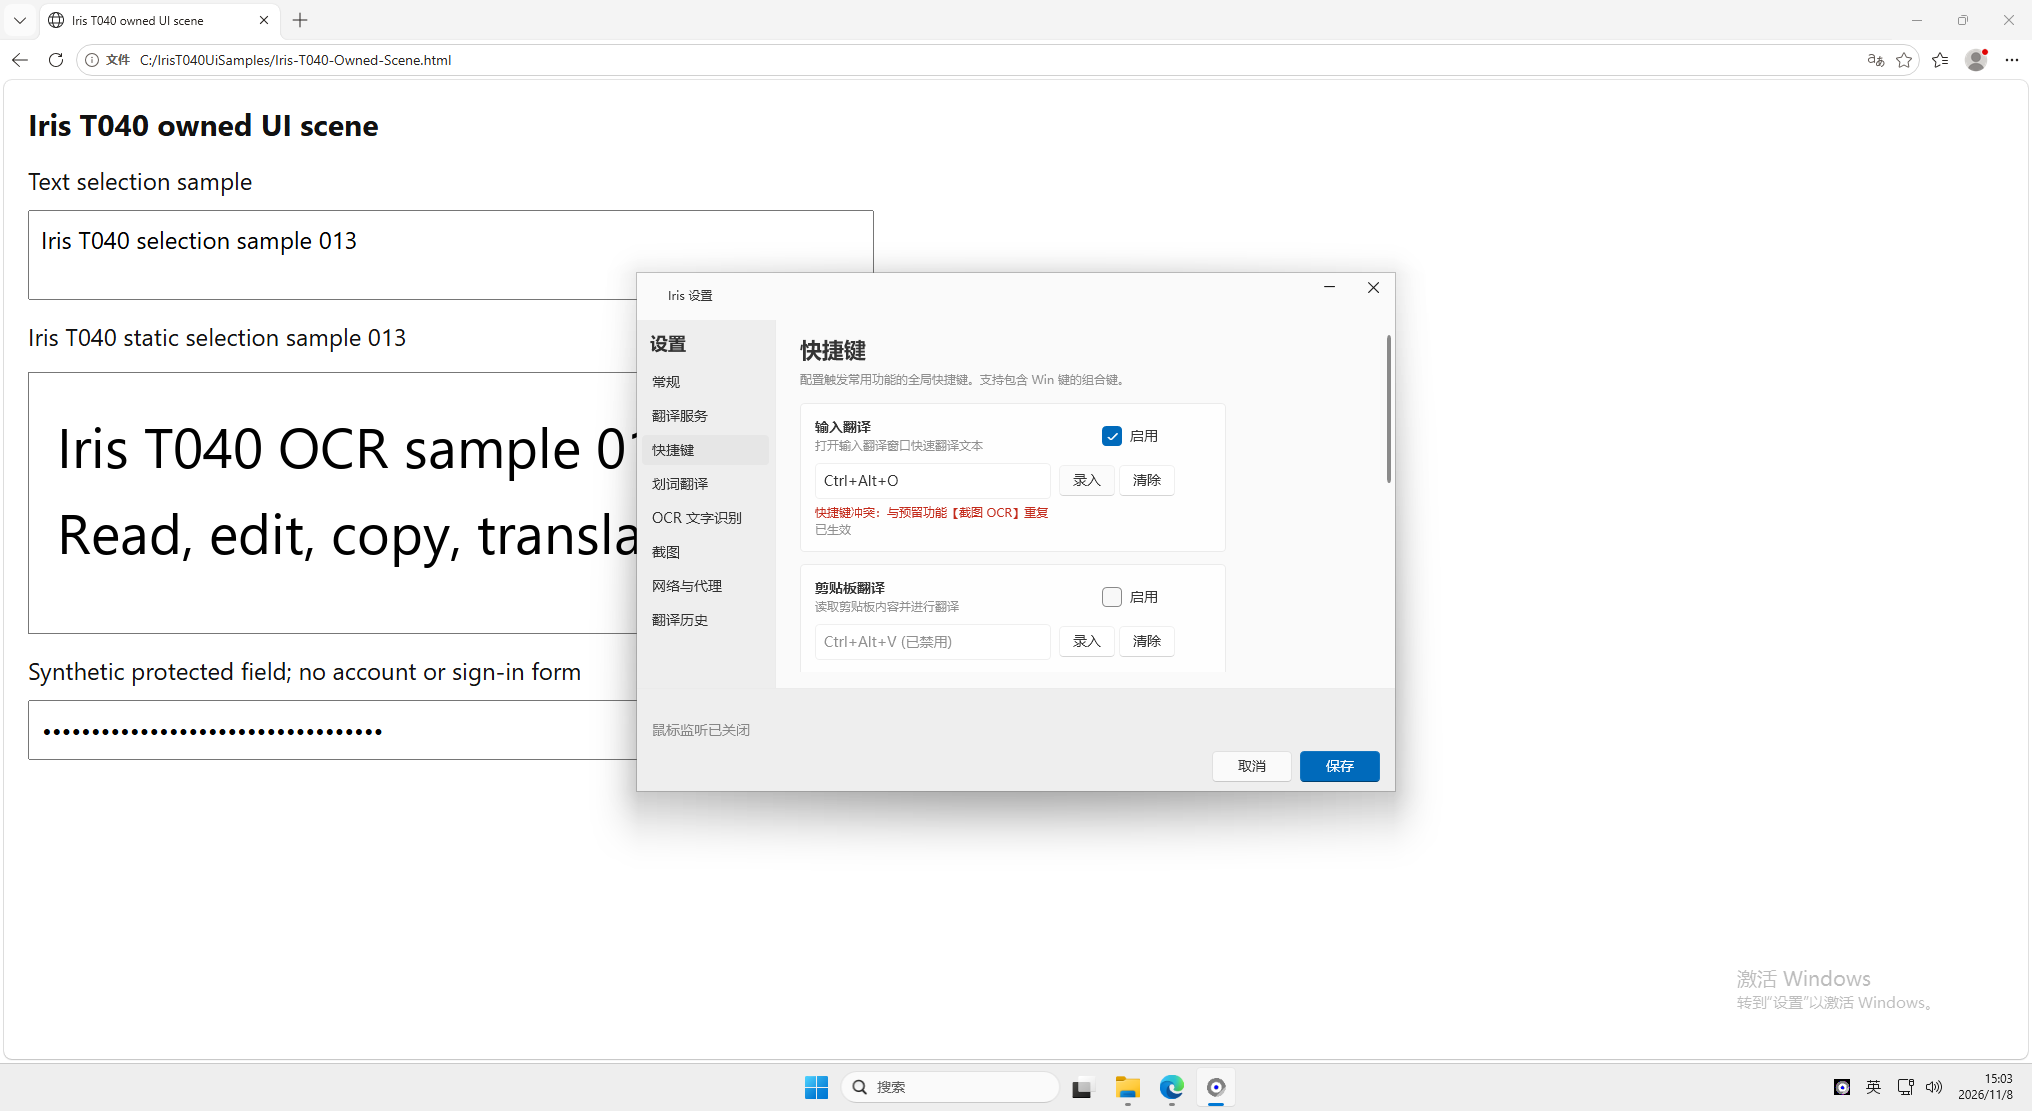 Iris T040 owned UI scene
文件 C:/IrisT040UiSamples/Iris-T040-Owned-Scene.html
Iris T040 owned UI scene
Text selection sample
Iris T040 selection sample 013
Iris T040 static selection sample 013
Iris T040 OCR sample
Read, edit, copy,
Synthetic protected field; no account or sign-in form
••••••••••••••••••••••••••••••••••••
Iris 设置
设置
常规
翻译服务
快捷键
划词翻译
OCR 文字识别
截图
网络与代理
翻译历史
快捷键
配置触发常用功能的全局快捷键。支持包含 Win 键的组合键。
输入翻译
打开输入翻译窗口快速翻译文本
启用
Ctrl+Alt+O
录入
清除
快捷键冲突：与预留功能【截图 OCR】重复
已生效
剪贴板翻译
读取剪贴板内容并进行翻译
启用
Ctrl+Alt+V (已禁用)
录入
清除
鼠标监听已关闭
取消
保存
激活 Windows
转到“设置”以激活 Windows。
搜索
英
15:03
2026/11/8